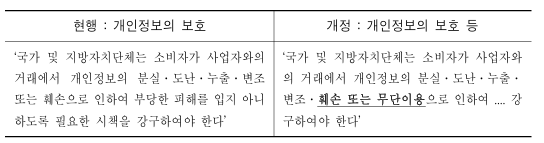 현행 : 개인정보의 보호
개정 : 개인정보의 보호 등
'국가 및 지방자치단체는 소비자가 사업자와의
거래에서 개인정보의 분실·도난·누출·변조
또는 훼손으로 인하여 부당한 피해를 입지 아니
하도록 필요한 시책을 강구하여야 한다'
'국가 및 지방자치단체는 소비자가 사업자와
의 거래에서 개인정보의 분실·도난·누출·
변조·훼손 또는 무단이용으로 인하여 .... 강
구하여야 한다'